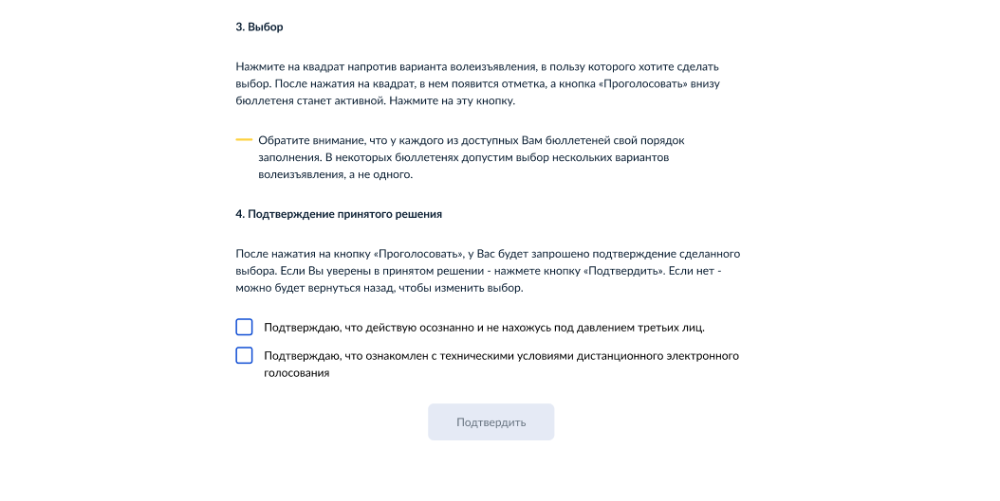 3. Выбор
Нажмите на квадрат напротив варианта волеизъявления, в пользу которого хотите сделать
выбор. После нажатия на квадрат, в нем появится отметка, а кнопка «Проголосовать» внизу
бюллетеня станет активной. Нажмите на эту кнопку.
Обратите внимание, что у каждого из доступных Вам бюллетеней свой порядок
заполнения. В некоторых бюллетенях допустим выбор нескольких вариантов
волеизъявления, а не одного.
4. Подтверждение принятого решения
После нажатия на кнопку «Проголосовать», у Вас будет запрошено подтверждение сделанного
выбора. Если Вы уверены в принятом решении - нажмете кнопку «Подтвердить». Если нет -
можно будет вернуться назад, чтобы изменить выбор.
Подтверждаю, что действую осознанно и не нахожусь под давлением третьих лиц.
Подтверждаю, что ознакомлен с техническими условиями дистанционного электронного
голосования
Подтвердить